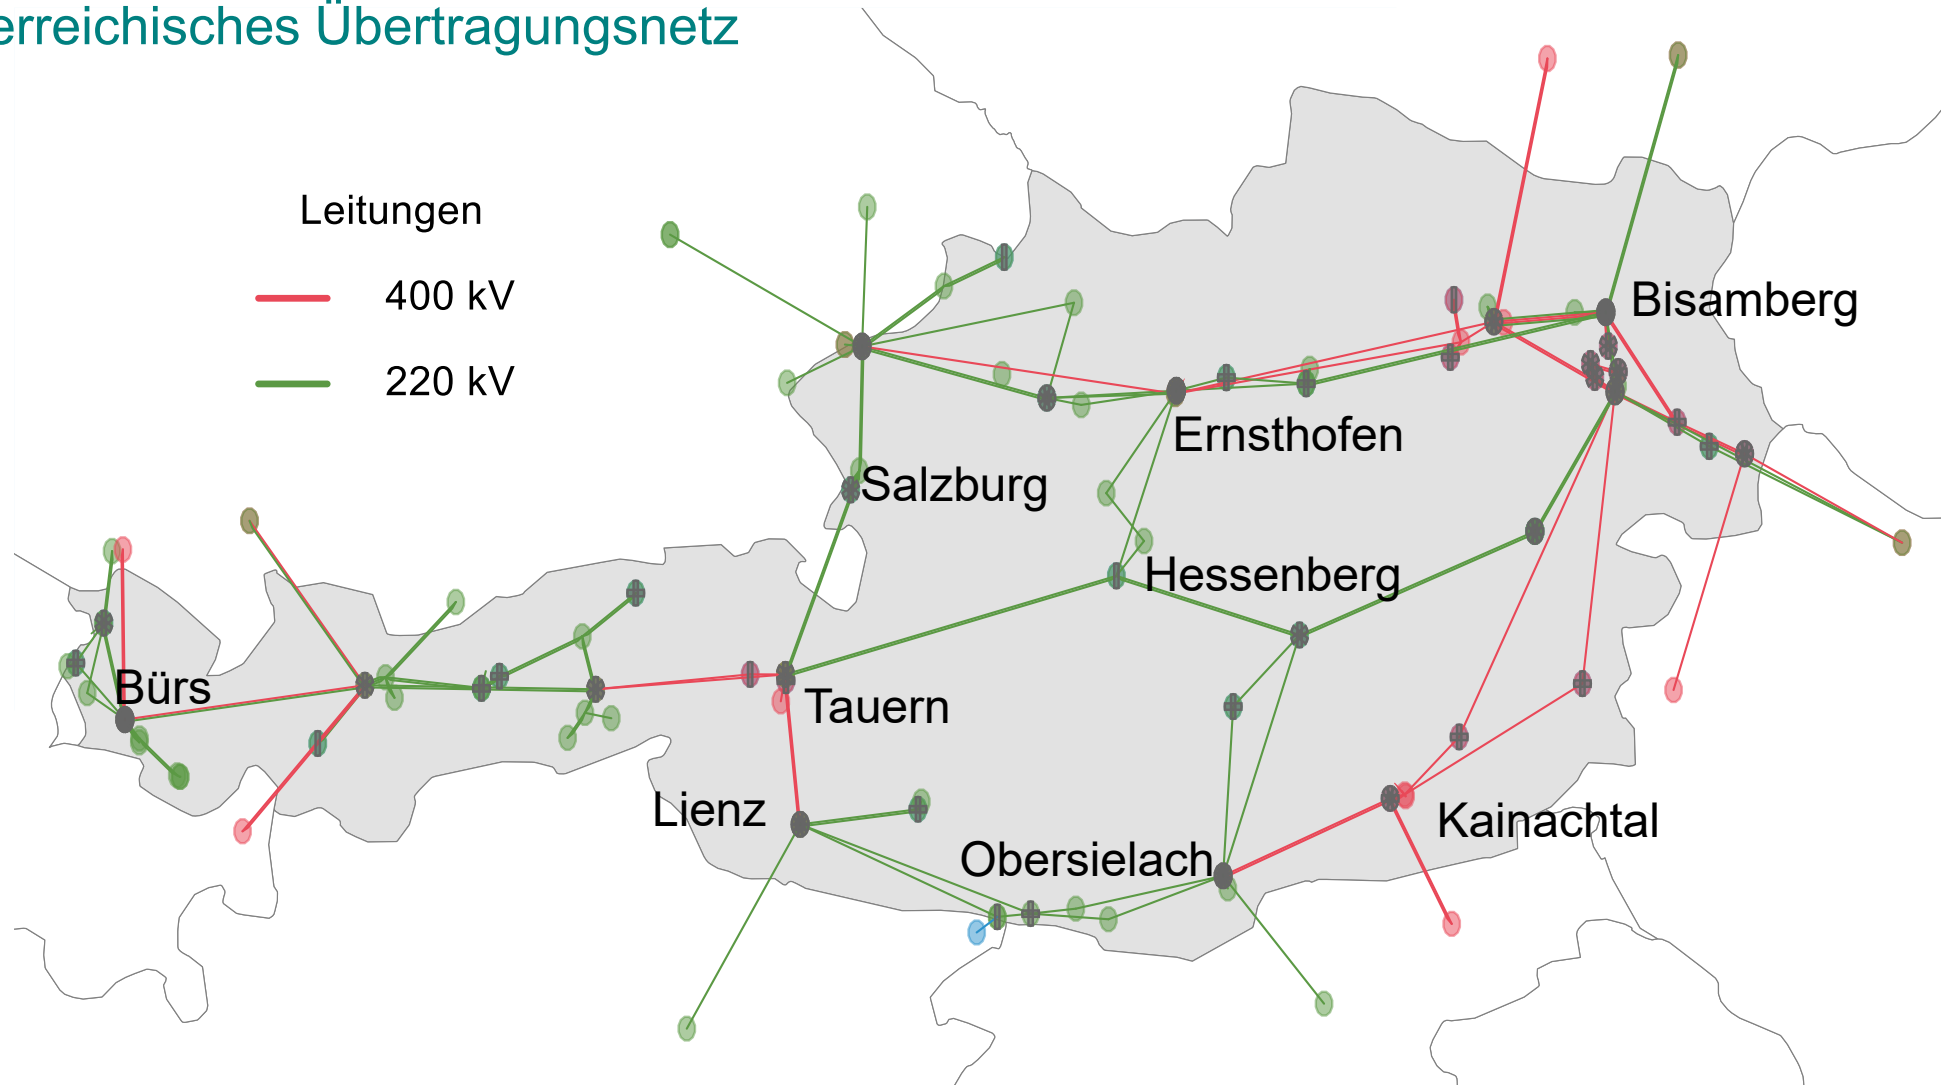 erreichisches Übertragungsnetz
Leitungen
400 kV
220 kV
Bisamberg
Ernsthofen
Salzburg
Hessenberg
Bürs
Tauern
Lienz
Kainachtal
Obersielach